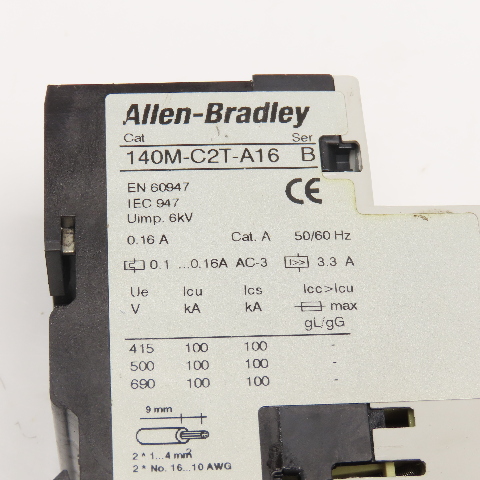 Allen-Bradley
Cat Ser
140M-C2T-A16 B
EN 60947
IEC 947
Uimp. 6kV
CE
0.16 A Cat. A 50/60 Hz
0.1 ...0.16A AC-3 I>> 3.3 A
Ue Icu Ics Icc>Icu
V kA kA max
gL/gG
415 100 100 -
500 100 100 -
690 100 100 -
9 mm
2 * 1...4 mm²
2 * No. 16...10 AWG